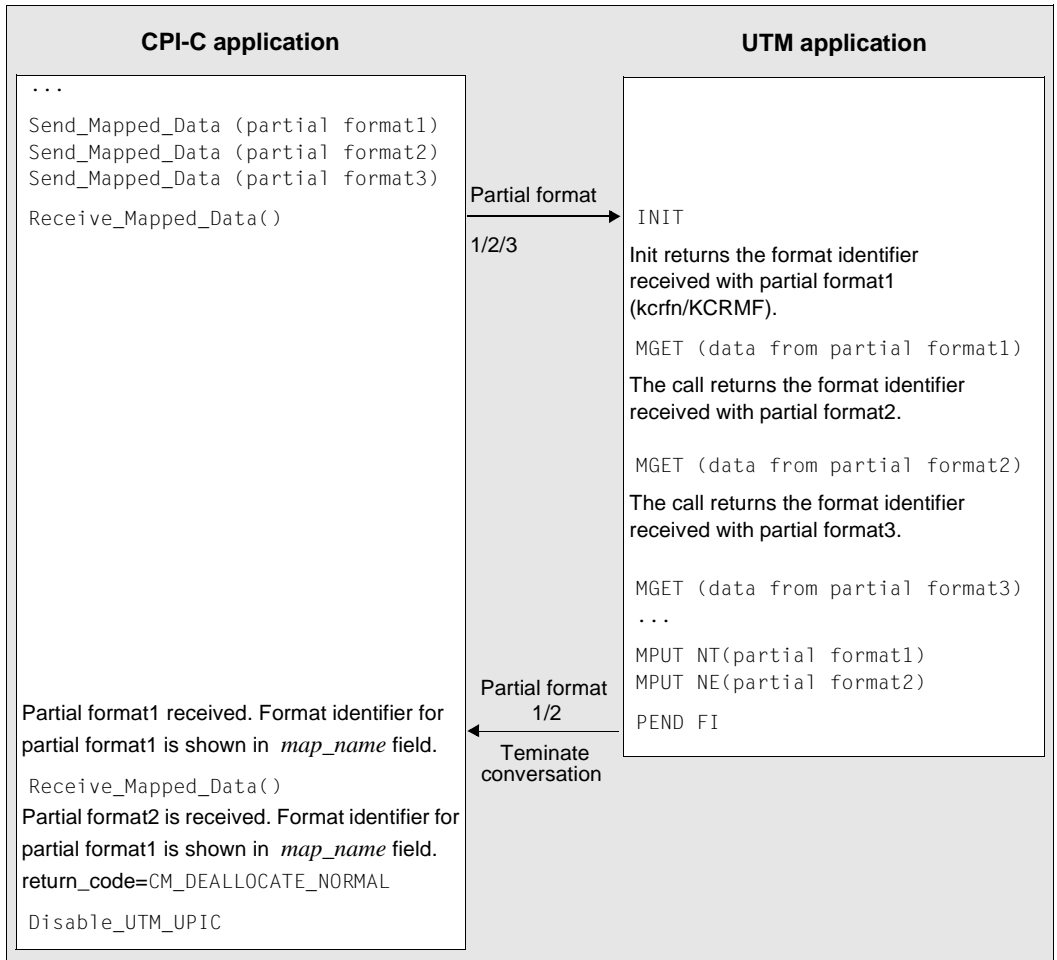 CPI-C application
UTM application
...
Send_Mapped_Data (partial format1)
Send_Mapped_Data (partial format2)
Send_Mapped_Data (partial format3)
Receive_Mapped_Data()
Partial format
1/2/3
INIT
Init returns the format identifier
received with partial format1
(kcrfn/KCRMF).
MGET (data from partial format1)
The call returns the format identifier
received with partial format2.
MGET (data from partial format2)
The call returns the format identifier
received with partial format3.
MGET (data from partial format3)
...
MPUT NT(partial format1)
MPUT NE(partial format2)
PEND FI
Partial format
1/2
Teminate
conversation
Partial format1 received. Format identifier for
partial format1 is shown in map_name field.
Receive_Mapped_Data()
Partial format2 is received. Format identifier for
partial format1 is shown in map_name field.
return_code=CM_DEALLOCATE_NORMAL
Disable_UTM_UPIC